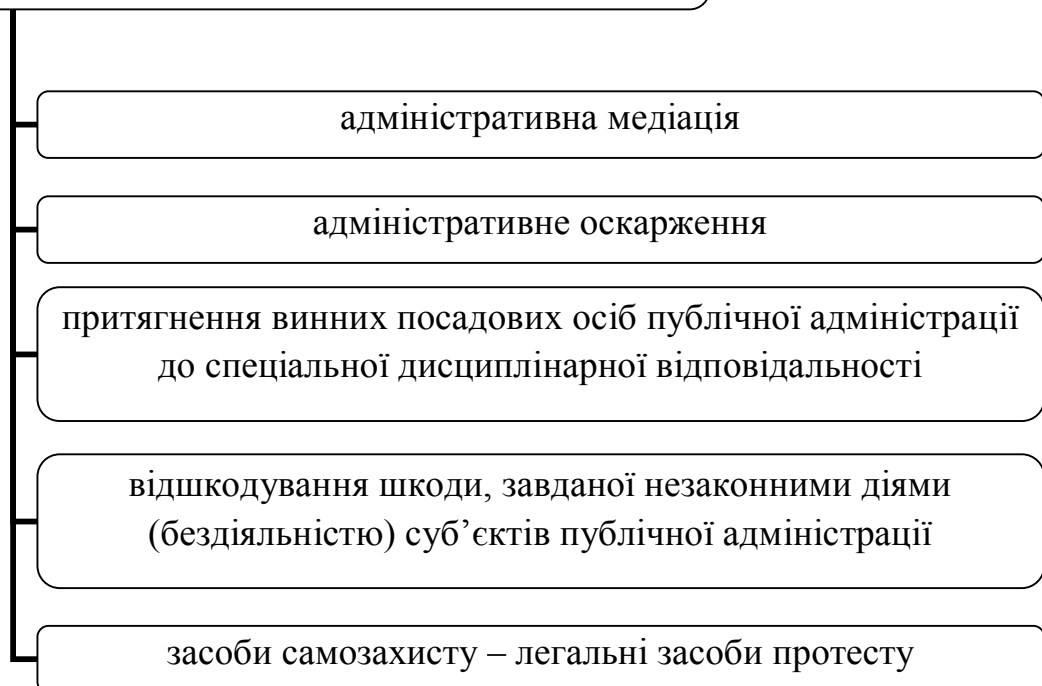 адміністративна медіація
адміністративне оскарження
притягнення винних посадових осіб публічної адміністрації
до спеціальної дисциплінарної відповідальності
відшкодування шкоди, завданої незаконними діями
(бездіяльністю) суб’єктів публічної адміністрації
засоби самозахисту – легальні засоби протесту